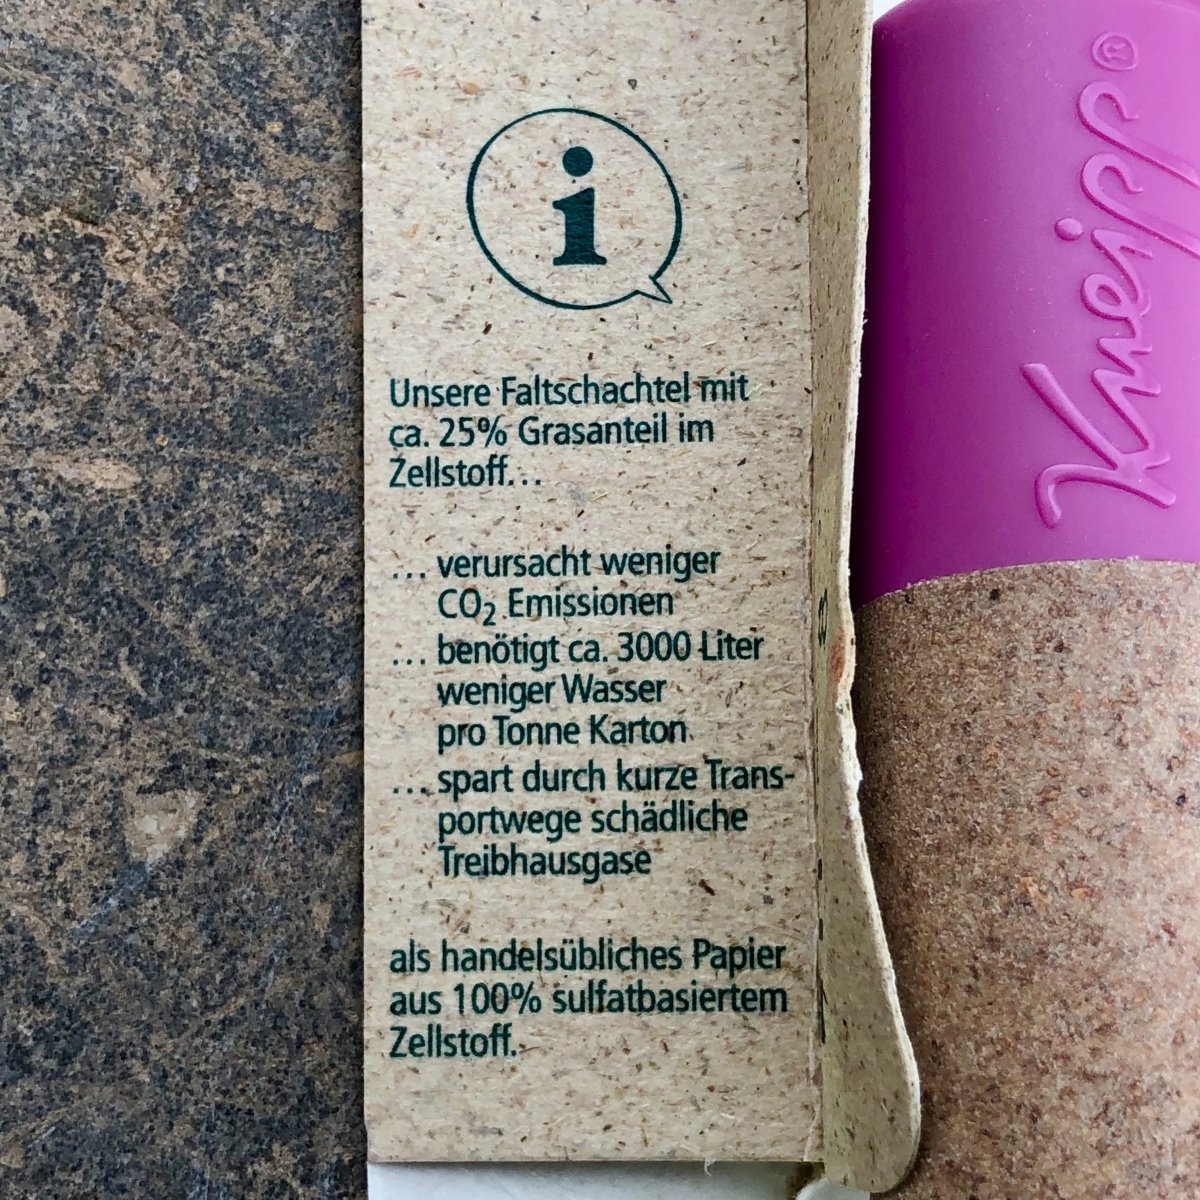 i
Unsere Faltschachtel mit
ca. 25% Grasanteil im
Zellstoff...
... verursacht weniger
CO₂ Emissionen
... benötigt ca. 3000 Liter
weniger Wasser
pro Tonne Karton
... spart durch kurze Trans-
portwege schädliche
Treibhausgase
als handelsübliches Papier
aus 100% sulfatbasiertem
Zellstoff.
Kneipp®